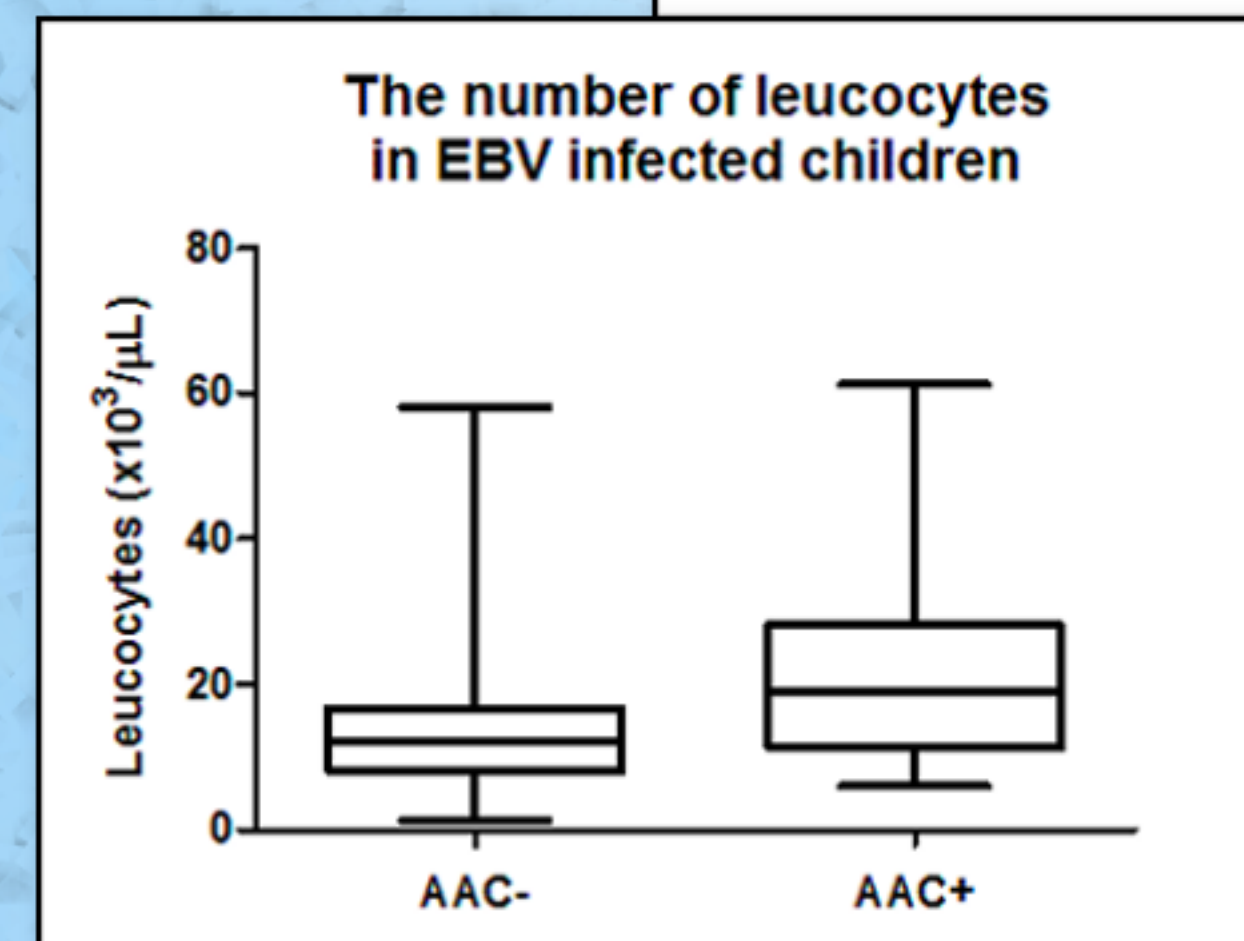 The number of leucocytes
in EBV infected children
Leucocytes (x10³/μL)
80
60
40
20
0
AAC-
AAC+